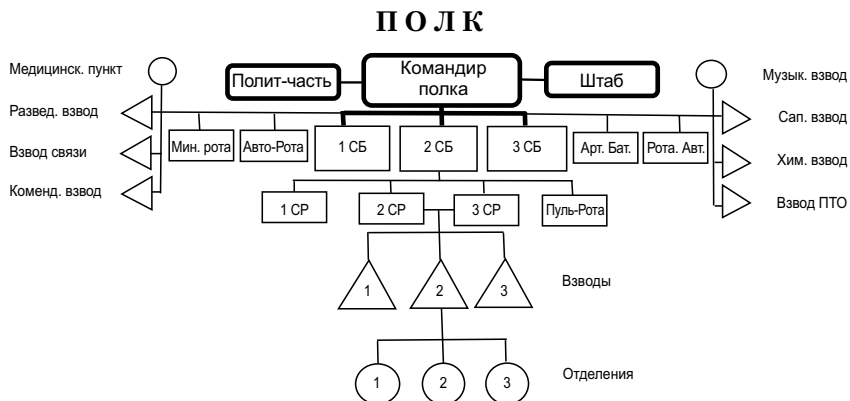 П О Л К
Медицинск. пункт
Полит-часть
Командир
полка
Штаб
Музык. взвод
Развед. взвод
Сап. взвод
Мин. рота
Авто-Рота
1 СБ
2 СБ
3 СБ
Арт. Бат.
Рота. Авт.
Взвод связи
Хим. взвод
Коменд. взвод
Взвод ПТО
1 СР
2 СР
3 СР
Пуль-Рота
1
2
3
Взводы
1
2
3
Отделения